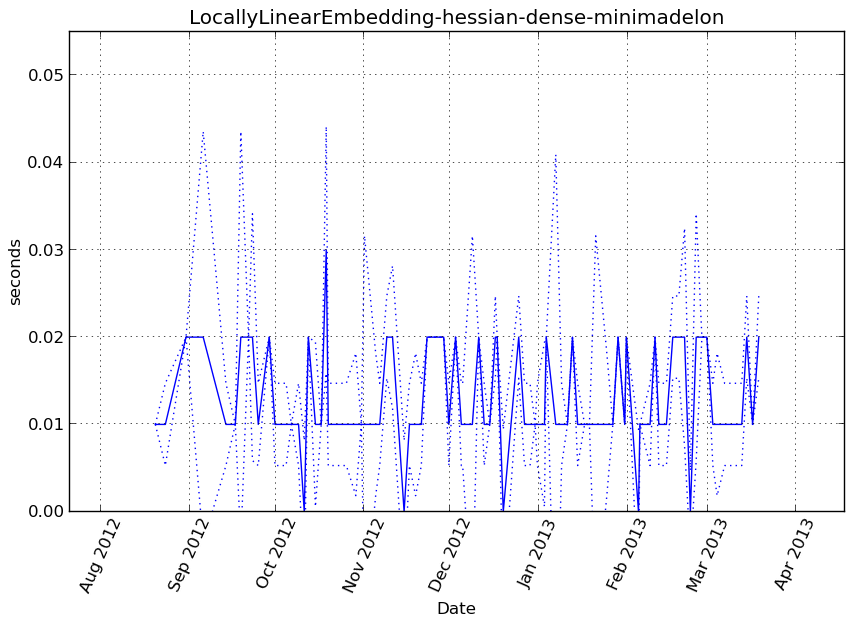 LocallyLinearEmbedding-hessian-dense-minimadelon
0.05
0.04
0.03
0.02
0.01
0.00
seconds
Aug 2012
Sep 2012
Oct 2012
Nov 2012
Dec 2012
Jan 2013
Feb 2013
Mar 2013
Apr 2013
Date